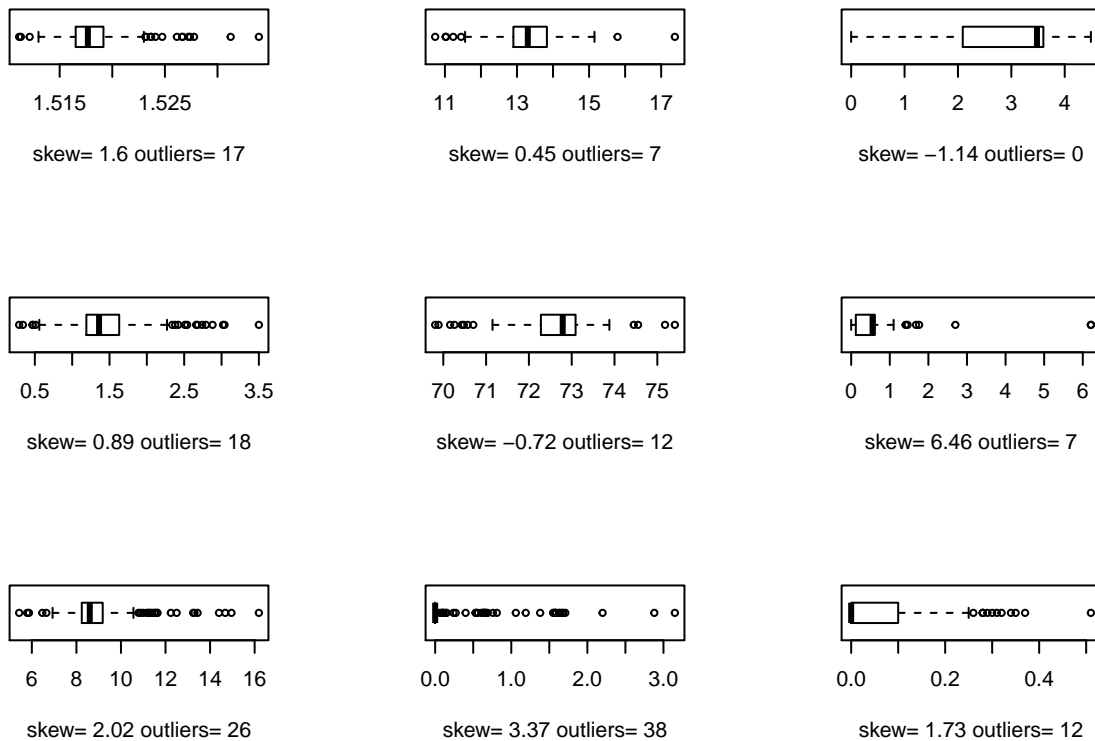 1.515 1.525
11 13 15 17
0 1 2 3 4
skew= 1.6 outliers= 17
skew= 0.45 outliers= 7
skew= −1.14 outliers= 0
0.5 1.5 2.5 3.5
70 71 72 73 74 75
0 1 2 3 4 5 6
skew= 0.89 outliers= 18
skew= −0.72 outliers= 12
skew= 6.46 outliers= 7
6 8 10 12 14 16
0.0 1.0 2.0 3.0
0.0 0.2 0.4
skew= 2.02 outliers= 26
skew= 3.37 outliers= 38
skew= 1.73 outliers= 12